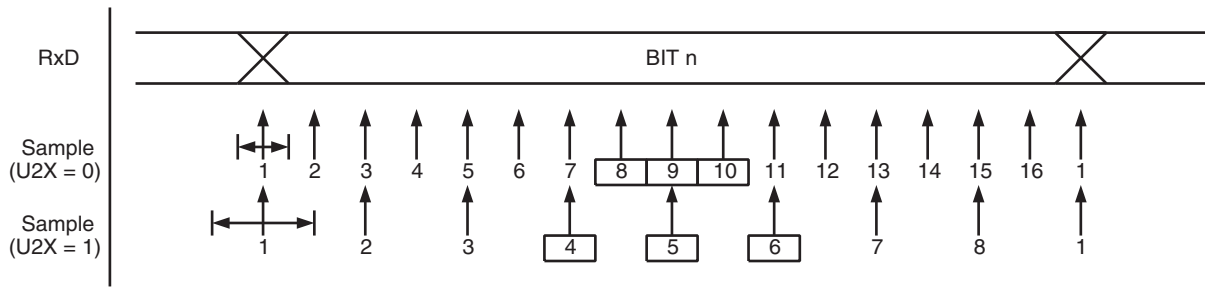 RxD BIT n
Sample
(U2X = 0)
1 2 3 4 5 6 7 8 9 10 11 12 13 14 15 16 1
Sample
(U2X = 1)
1 2 3 4 5 6 7 8 1